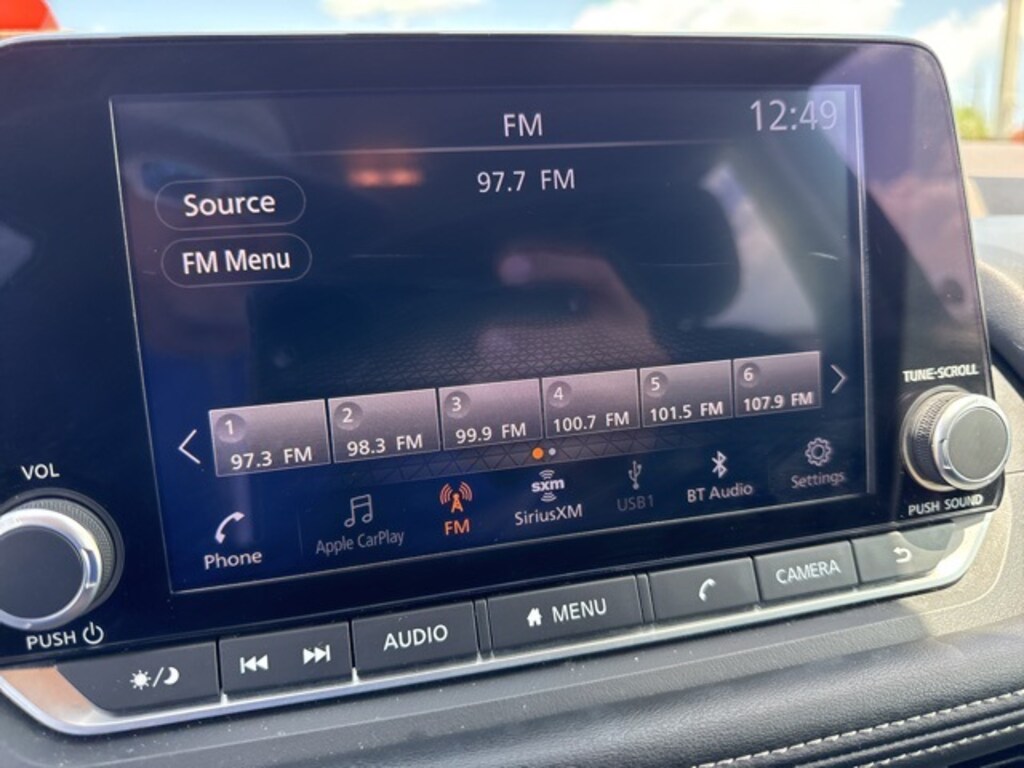 FM
12:49
97.7 FM
Source
FM Menu
1
97.3 FM
2
98.3 FM
3
99.9 FM
4
100.7 FM
5
101.5 FM
6
107.9 FM
Phone
Apple CarPlay
FM
sxm
SiriusXM
USB1
BT Audio
Settings
VOL
PUSH
TUNE·SCROLL
PUSH SOUND
AUDIO
MENU
CAMERA